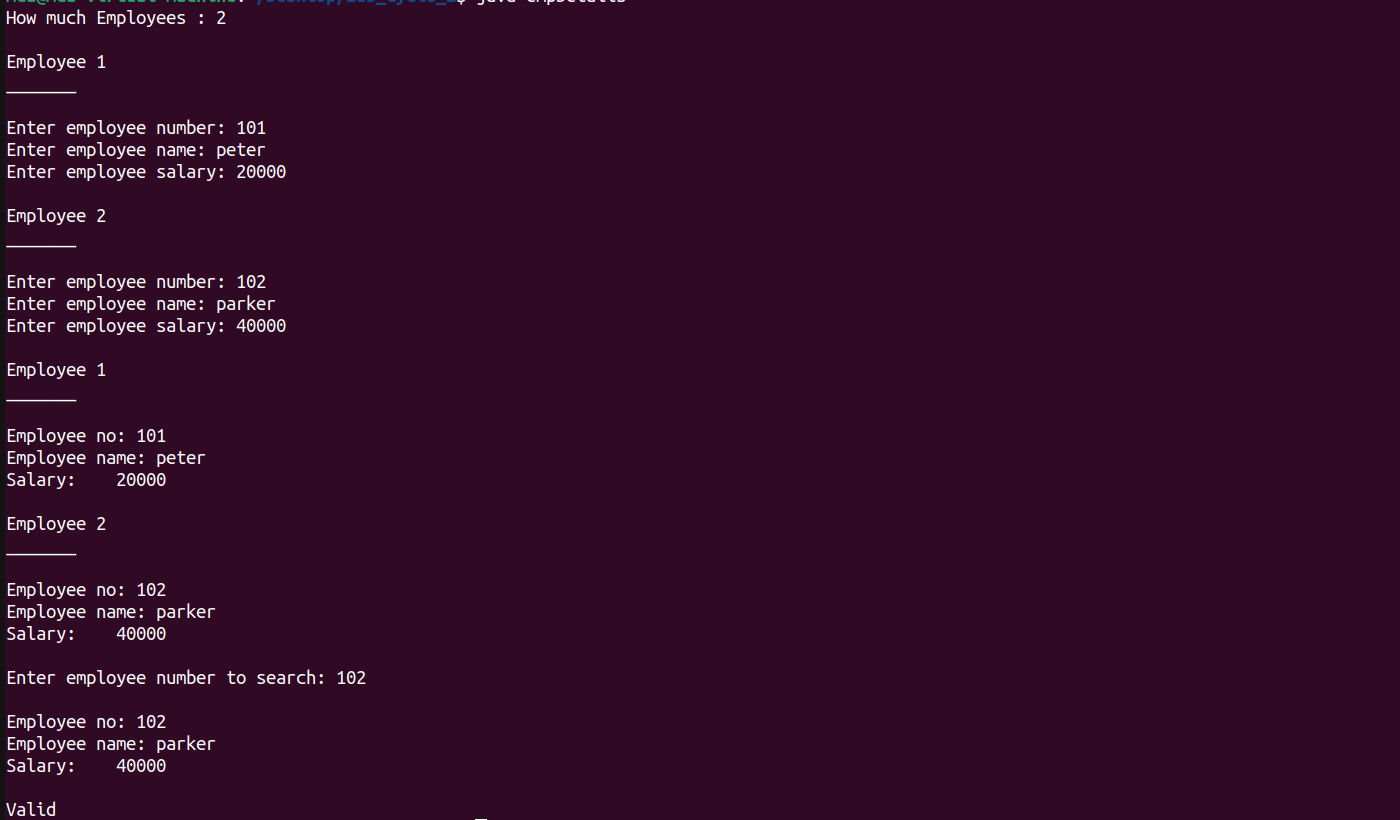 How much Employees : 2
Employee 1
_______
Enter employee number: 101
Enter employee name: peter
Enter employee salary: 20000
Employee 2
_______
Enter employee number: 102
Enter employee name: parker
Enter employee salary: 40000
Employee 1
_______
Employee no: 101
Employee name: peter
Salary:    20000
Employee 2
_______
Employee no: 102
Employee name: parker
Salary:    40000
Enter employee number to search: 102
Employee no: 102
Employee name: parker
Salary:    40000
Valid